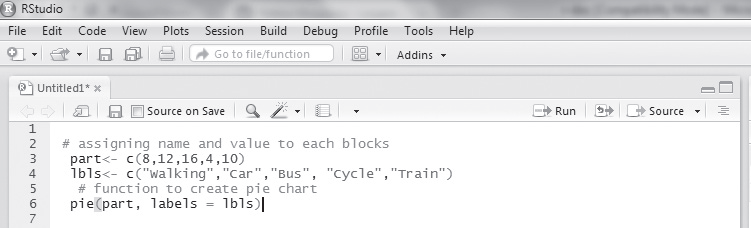 RStudio
File Edit Code View Plots Session Build Debug Profile Tools Help
Go to file/function Addins
Untitled1*
Source on Save Run Source
1
2 # assigning name and value to each blocks
3 part<- c(8,12,16,4,10)
4 lbls<- c("Walking","Car","Bus", "Cycle","Train")
5 # function to create pie chart
6 pie(part, labels = lbls)
7